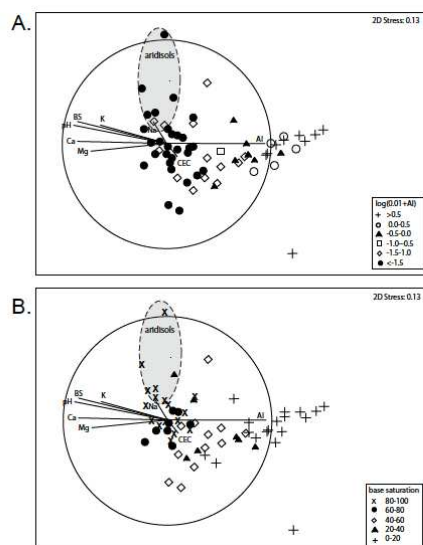 A.
2D Stress: 0.13
aridisols
BS
K
pH
Na
Ca
Al
Mg
CEC
log(0.01+Al)
>0.5
0.0-0.5
-0.5-0.0
-1.0--0.5
-1.5-1.0
<-1.5
B.
2D Stress: 0.13
aridisols
BS
K
pH
Na
Ca
Al
Mg
CEC
base saturation
X 80-100
60-80
40-60
20-40
+ 0-20